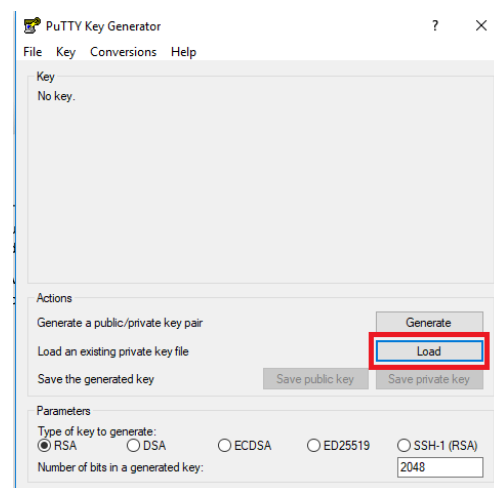 PuTTY Key Generator ? ×
File Key Conversions Help
Key
No key.
Actions
Generate a public/private key pair Generate
Load an existing private key file Load
Save the generated key Save public key Save private key
Parameters
Type of key to generate:
RSA DSA ECDSA ED25519 SSH-1 (RSA)
Number of bits in a generated key: 2048